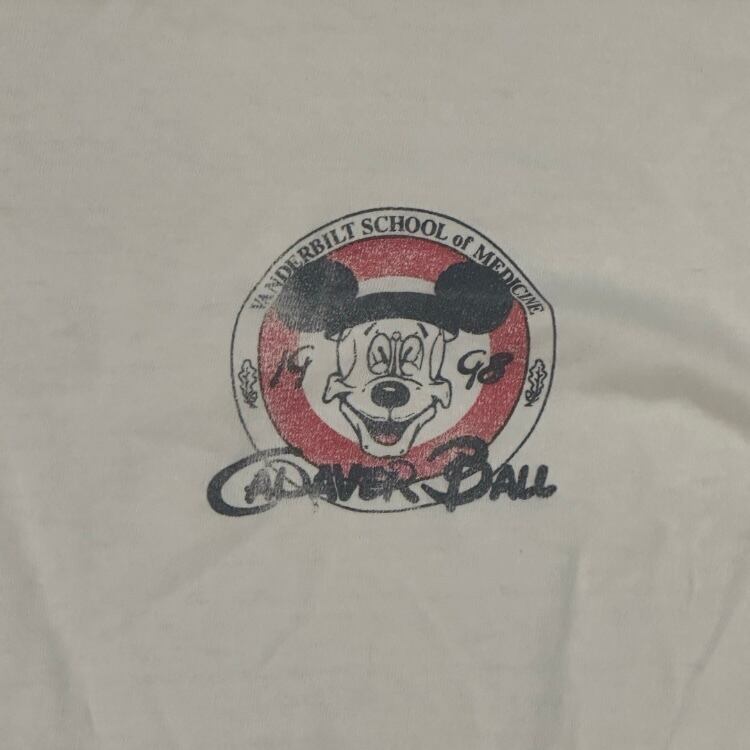 VANDERBILT SCHOOL of MEDICINE
19 98
CADAVER BALL